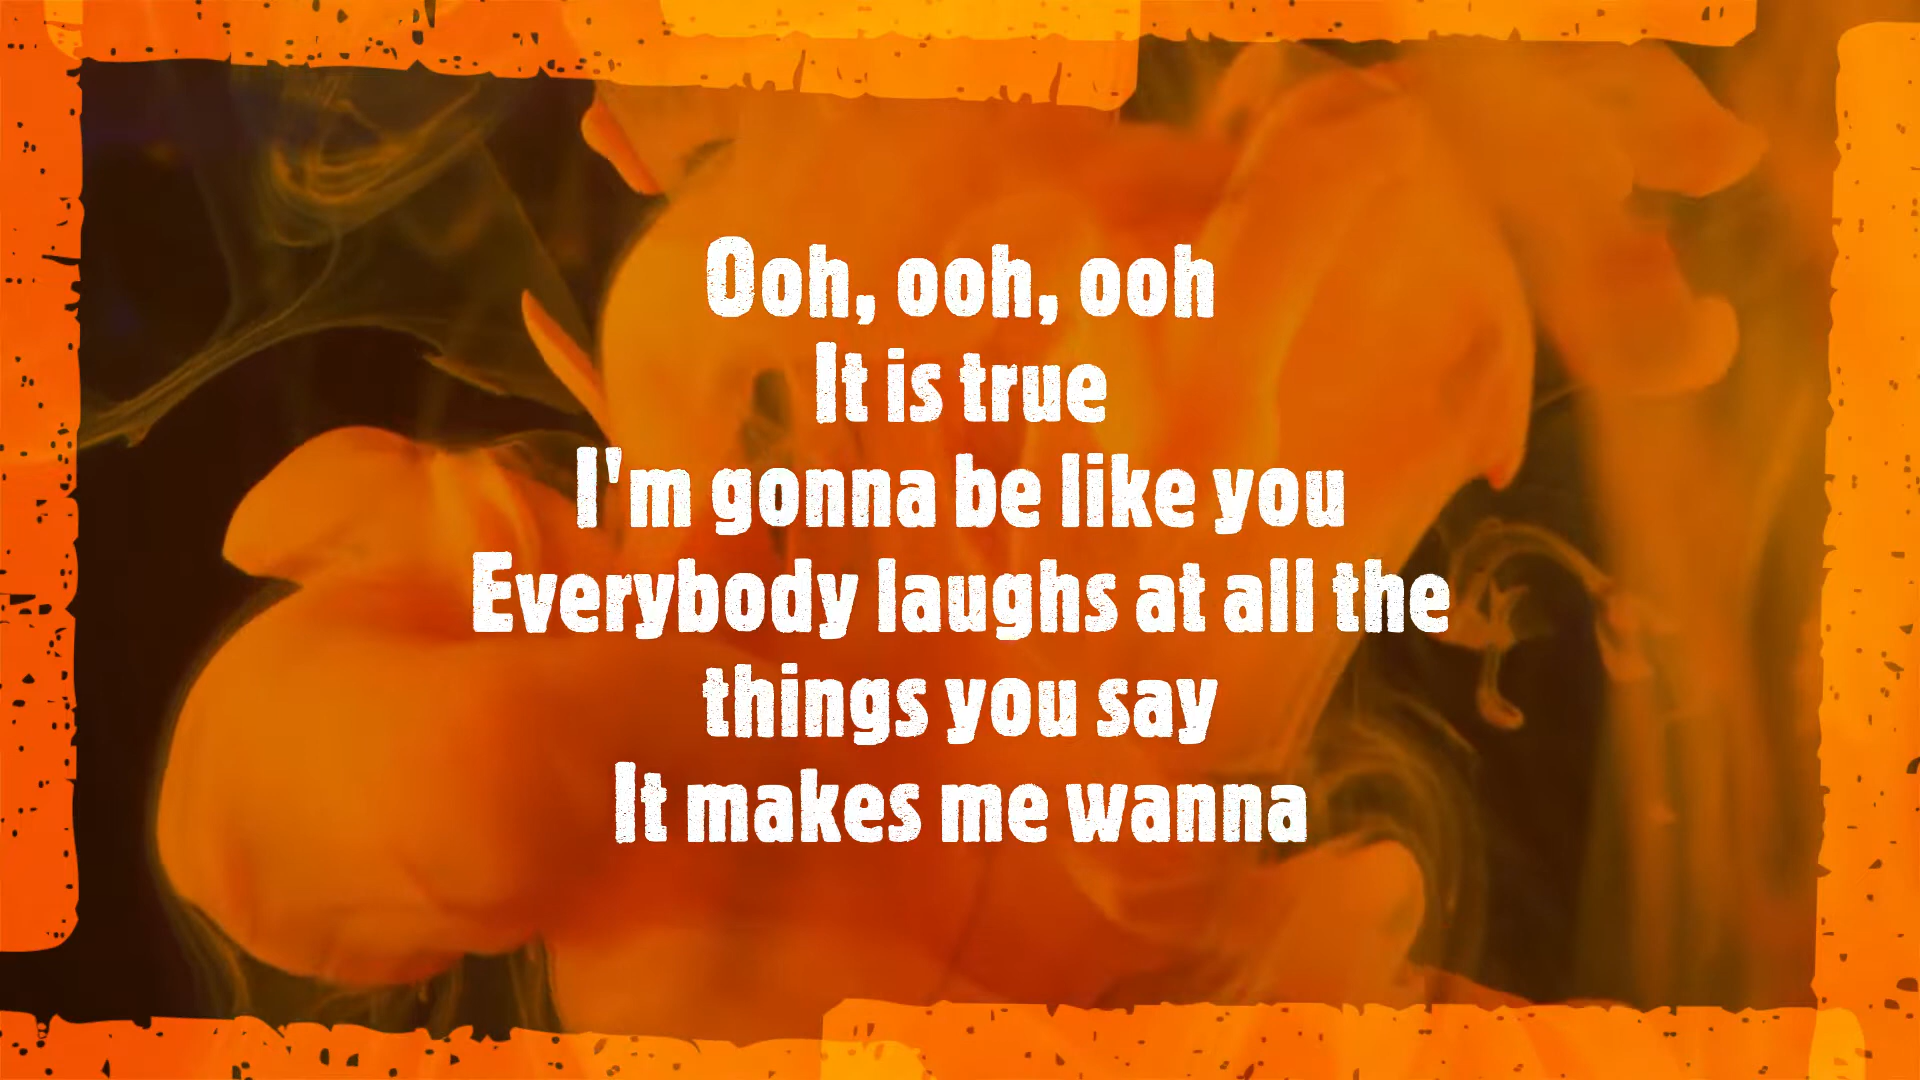 Ooh, ooh, ooh
It is true
I'm gonna be like you
Everybody laughs at all the
things you say
It makes me wanna